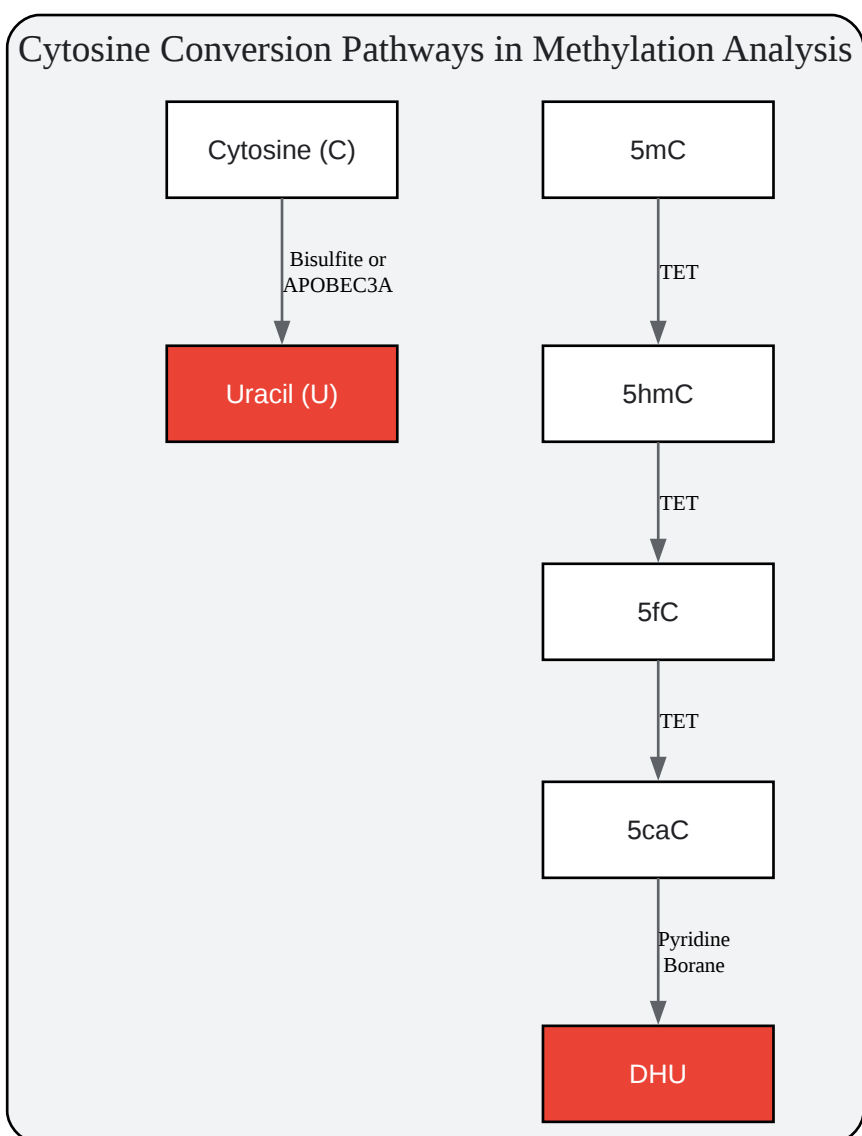 Cytosine Conversion Pathways in Methylation Analysis
Cytosine (C)
Bisulfite or
APOBEC3A
Uracil (U)
5mC
TET
5hmC
TET
5fC
TET
5caC
Pyridine
Borane
DHU